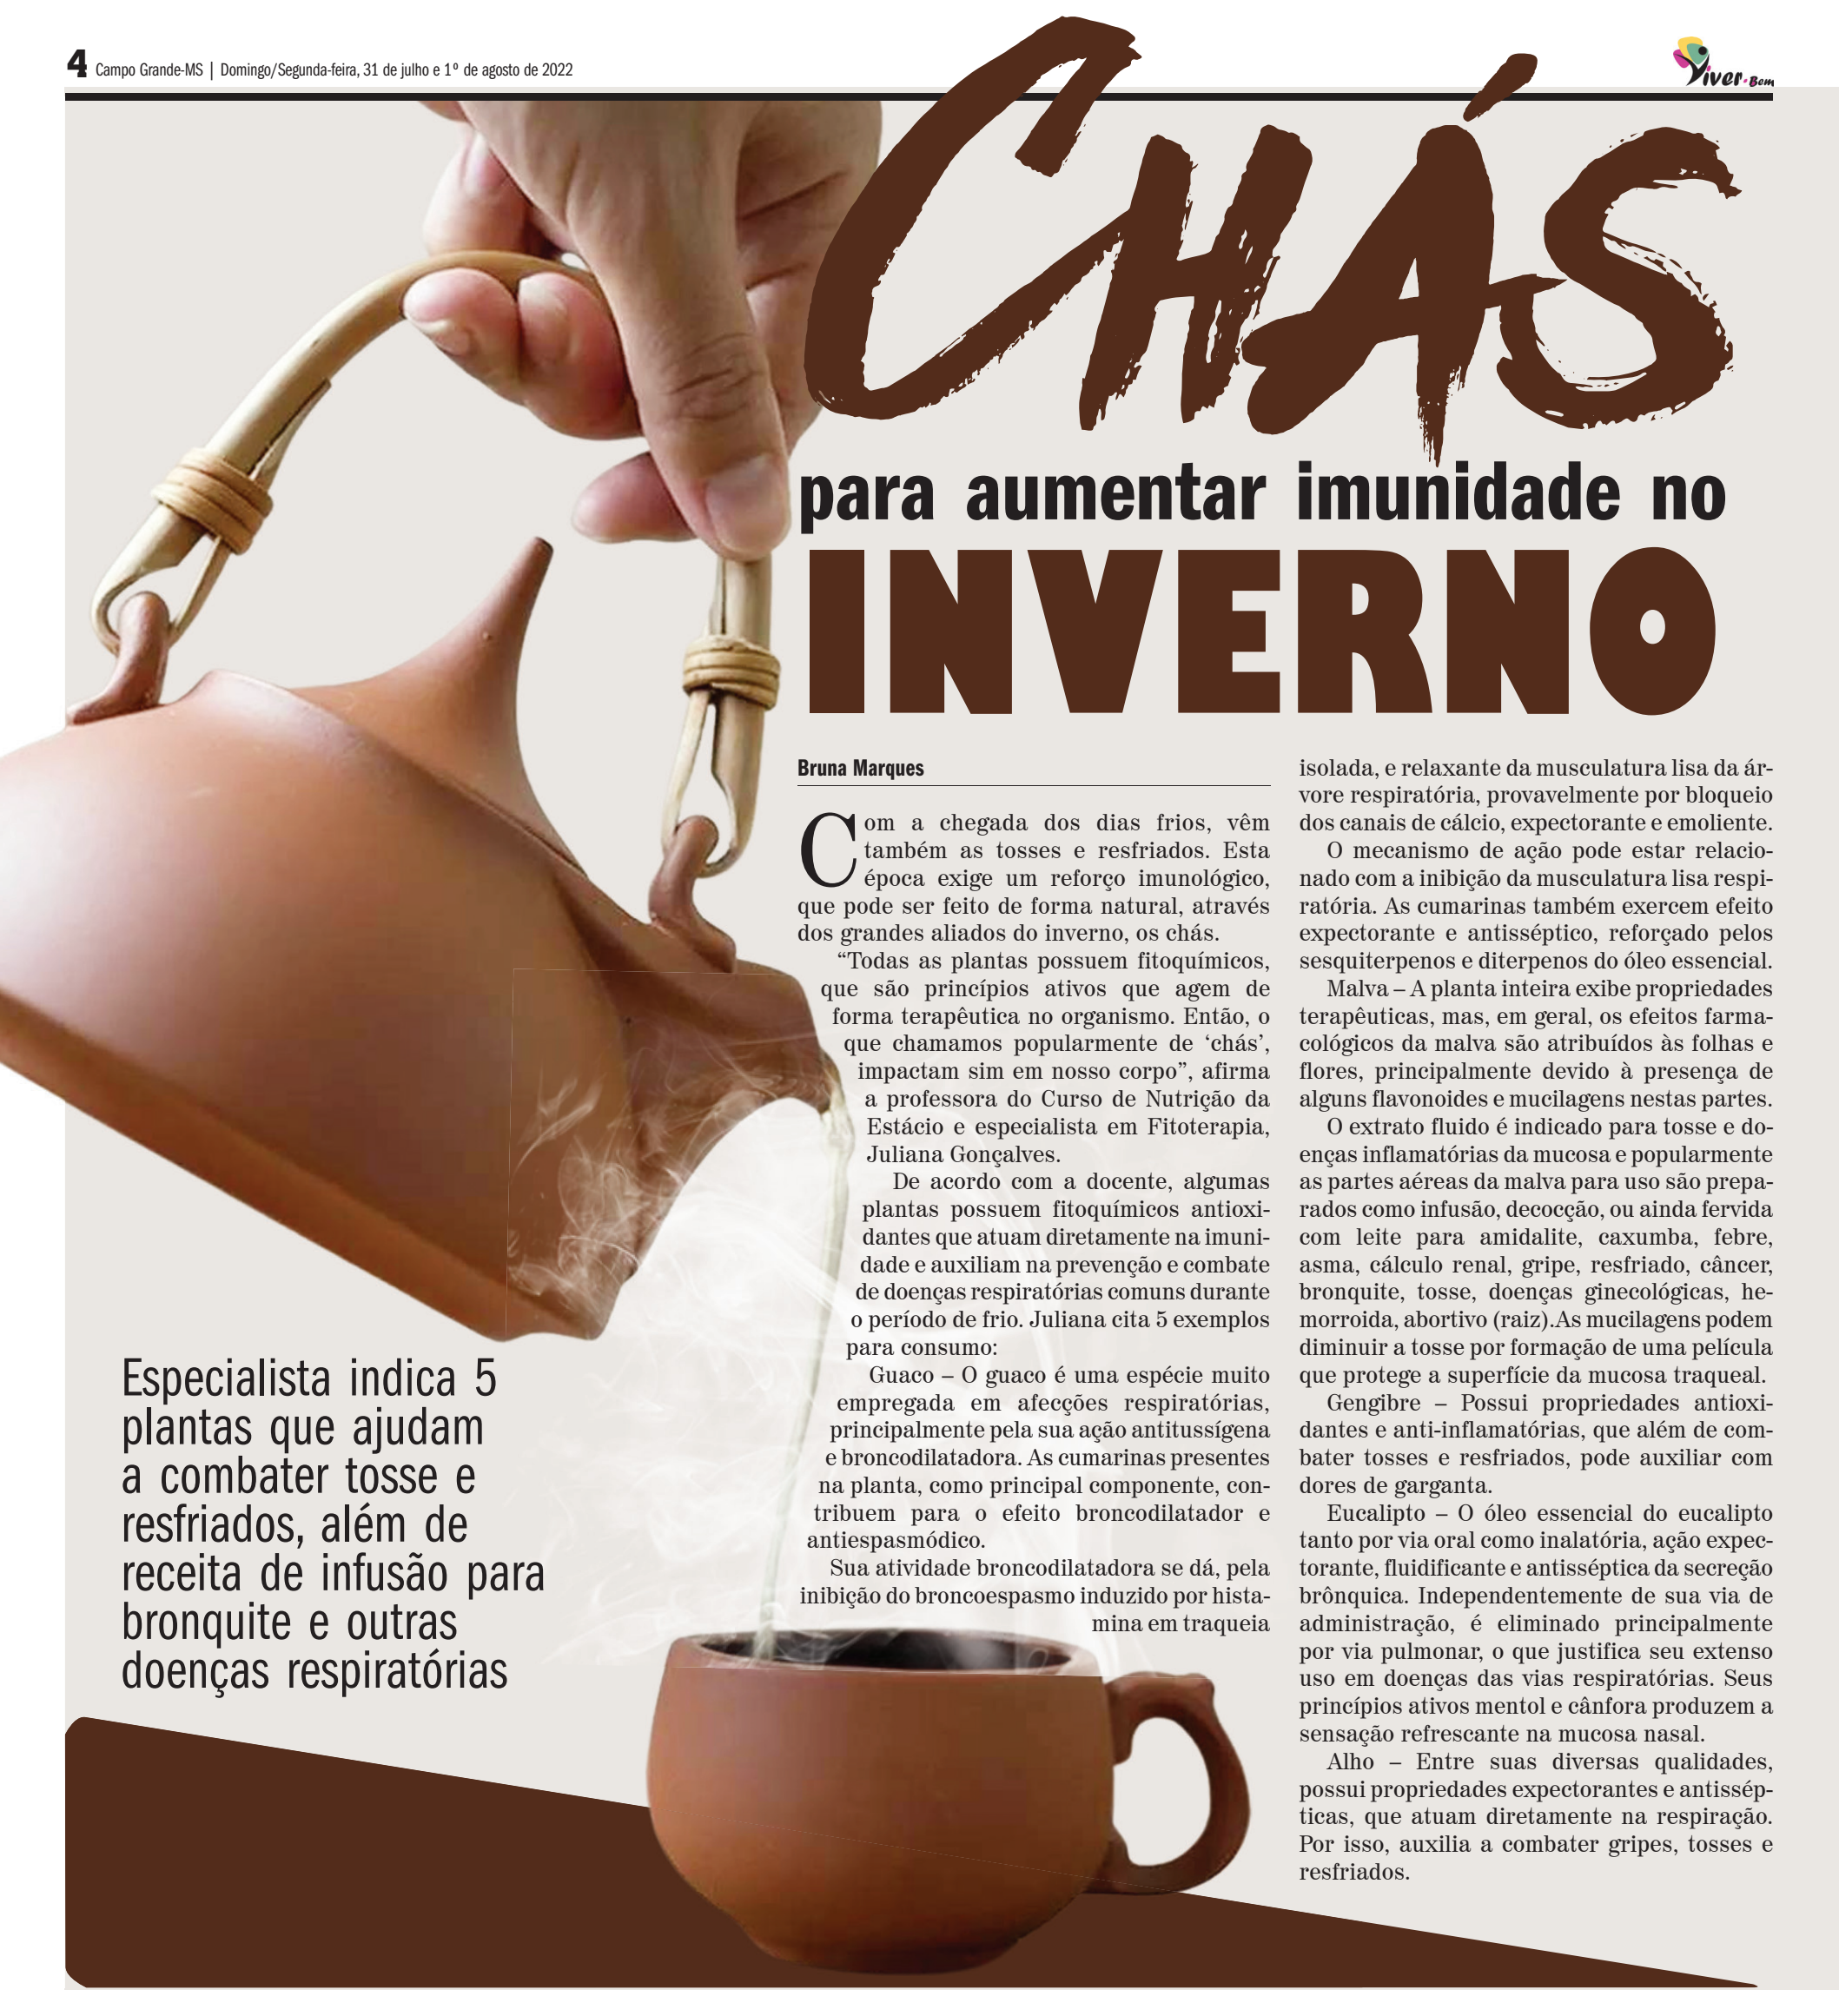 4 Campo Grande-MS | Domingo/Segunda-feira, 31 de julho e 1º de agosto de 2022
Viver.Bem
CHÁS
para aumentar imunidade no
INVERNO
Especialista indica 5
plantas que ajudam
a combater tosse e
resfriados, além de
receita de infusão para
bronquite e outras
doenças respiratórias
Bruna Marques
Com a chegada dos dias frios, vêm
também as tosses e resfriados. Esta
época exige um reforço imunológico,
que pode ser feito de forma natural, através
dos grandes aliados do inverno, os chás.
“Todas as plantas possuem fitoquímicos,
que são princípios ativos que agem de
forma terapêutica no organismo. Então, o
que chamamos popularmente de ‘chás’,
impactam sim em nosso corpo”, afirma
a professora do Curso de Nutrição da
Estácio e especialista em Fitoterapia,
Juliana Gonçalves.
De acordo com a docente, algumas
plantas possuem fitoquímicos antioxi-
dantes que atuam diretamente na imuni-
dade e auxiliam na prevenção e combate
de doenças respiratórias comuns durante
o período de frio. Juliana cita 5 exemplos
para consumo:
Guaco – O guaco é uma espécie muito
empregada em afecções respiratórias,
principalmente pela sua ação antitussígena
e broncodilatadora. As cumarinas presentes
na planta, como principal componente, con-
tribuem para o efeito broncodilatador e
antiespasmódico.
Sua atividade broncodilatadora se dá, pela
inibição do broncoespasmo induzido por hista-
mina em traqueia
isolada, e relaxante da musculatura lisa da ár-
vore respiratória, provavelmente por bloqueio
dos canais de cálcio, expectorante e emoliente.
O mecanismo de ação pode estar relacio-
nado com a inibição da musculatura lisa respi-
ratória. As cumarinas também exercem efeito
expectorante e antisséptico, reforçado pelos
sesquiterpenos e diterpenos do óleo essencial.
Malva – A planta inteira exibe propriedades
terapêuticas, mas, em geral, os efeitos farma-
cológicos da malva são atribuídos às folhas e
flores, principalmente devido à presença de
alguns flavonoides e mucilagens nestas partes.
O extrato fluido é indicado para tosse e do-
enças inflamatórias da mucosa e popularmente
as partes aéreas da malva para uso são prepa-
rados como infusão, decocção, ou ainda fervida
com leite para amidalite, caxumba, febre,
asma, cálculo renal, gripe, resfriado, câncer,
bronquite, tosse, doenças ginecológicas, he-
morroida, abortivo (raiz).As mucilagens podem
diminuir a tosse por formação de uma película
que protege a superfície da mucosa traqueal.
Gengibre – Possui propriedades antioxi-
dantes e anti-inflamatórias, que além de com-
bater tosses e resfriados, pode auxiliar com
dores de garganta.
Eucalipto – O óleo essencial do eucalipto
tanto por via oral como inalatória, ação expec-
torante, fluidificante e antisséptica da secreção
brônquica. Independentemente de sua via de
administração, é eliminado principalmente
por via pulmonar, o que justifica seu extenso
uso em doenças das vias respiratórias. Seus
princípios ativos mentol e cânfora produzem a
sensação refrescante na mucosa nasal.
Alho – Entre suas diversas qualidades,
possui propriedades expectorantes e antissép-
ticas, que atuam diretamente na respiração.
Por isso, auxilia a combater gripes, tosses e
resfriados.